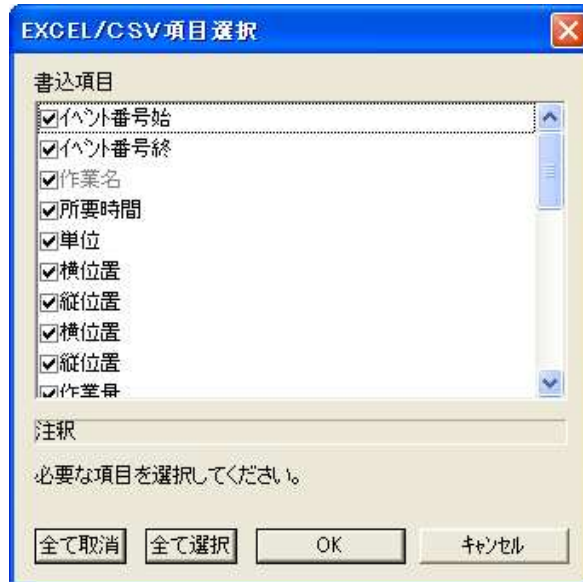 EXCEL/CSV項目選択
書込項目
イベント番号始
イベント番号終
作業名
所要時間
単位
横位置
縦位置
横位置
縦位置
作業量
注釈
必要な項目を選択してください。
全て取消 全て選択 OK キャンセル